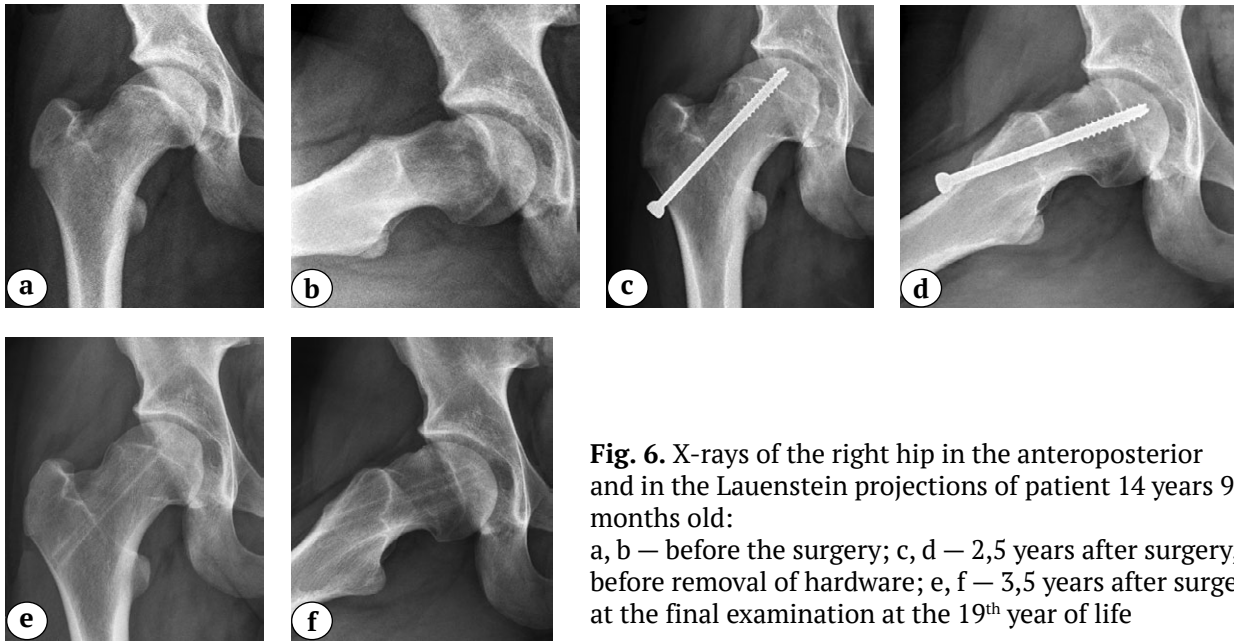 a
b
c
d
e
f
Fig. 6. X-rays of the right hip in the anteroposterior
and in the Lauenstein projections of patient 14 years 9
months old:
a, b — before the surgery; c, d — 2,5 years after surgery,
before removal of hardware; e, f — 3,5 years after surge
at the final examination at the 19th year of life